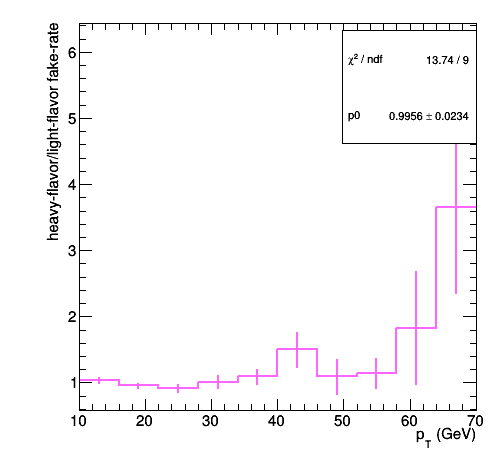 heavy-flavor/light-flavor fake-rate
χ² / ndf 13.74 / 9
p0 0.9956 ± 0.0234
6
5
4
3
2
1
10 20 30 40 50 60 70
p_T (GeV)